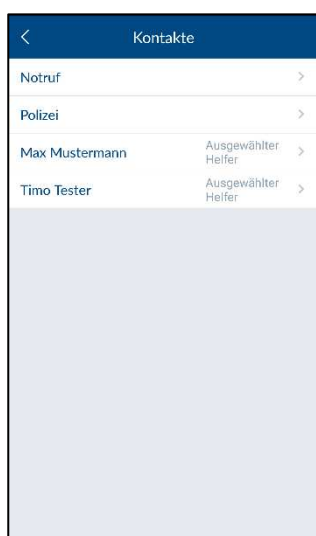 Kontakte
Notruf
Polizei
Max Mustermann
Ausgewählter
Helfer
Timo Tester
Ausgewählter
Helfer